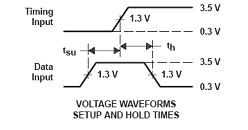 Timing Input
1.3 V
3.5 V
0.3 V
tsu
th
Data Input
1.3 V
1.3 V
3.5 V
0.3 V
VOLTAGE WAVEFORMS
SETUP AND HOLD TIMES